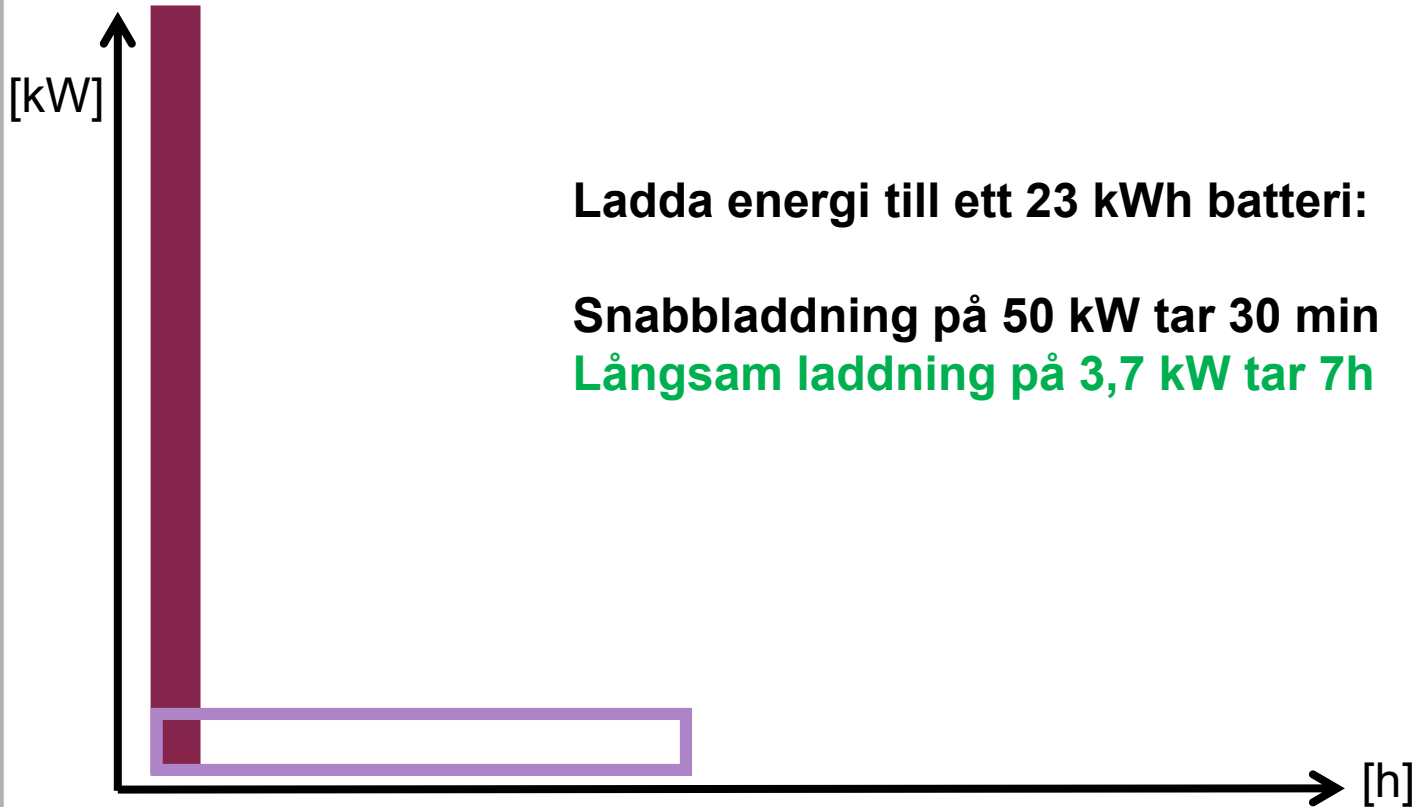 [kW]
Ladda energi till ett 23 kWh batteri:
Snabbladdning på 50 kW tar 30 min
Långsam laddning på 3,7 kW tar 7h
[h]